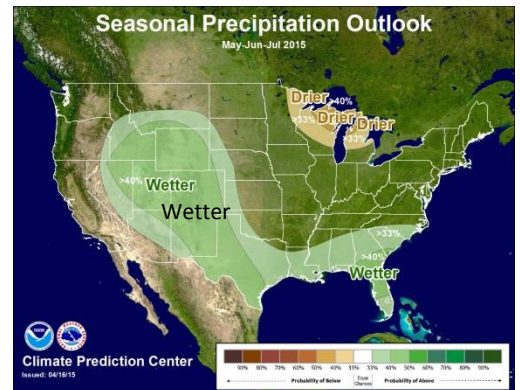 Seasonal Precipitation Outlook
May-Jun-Jul 2015
Drier
>40%
>33%
Drier
Drier
>33%
>40%
Wetter
Wetter
>33%
>40%
Wetter
Climate Prediction Center
Issued: 04/16/15
90% 80% 70% 60% 50% 40% 33% 33% 40% 50% 60% 70% 80% 90%
Probability of Below
Equal Chances
Probability of Above